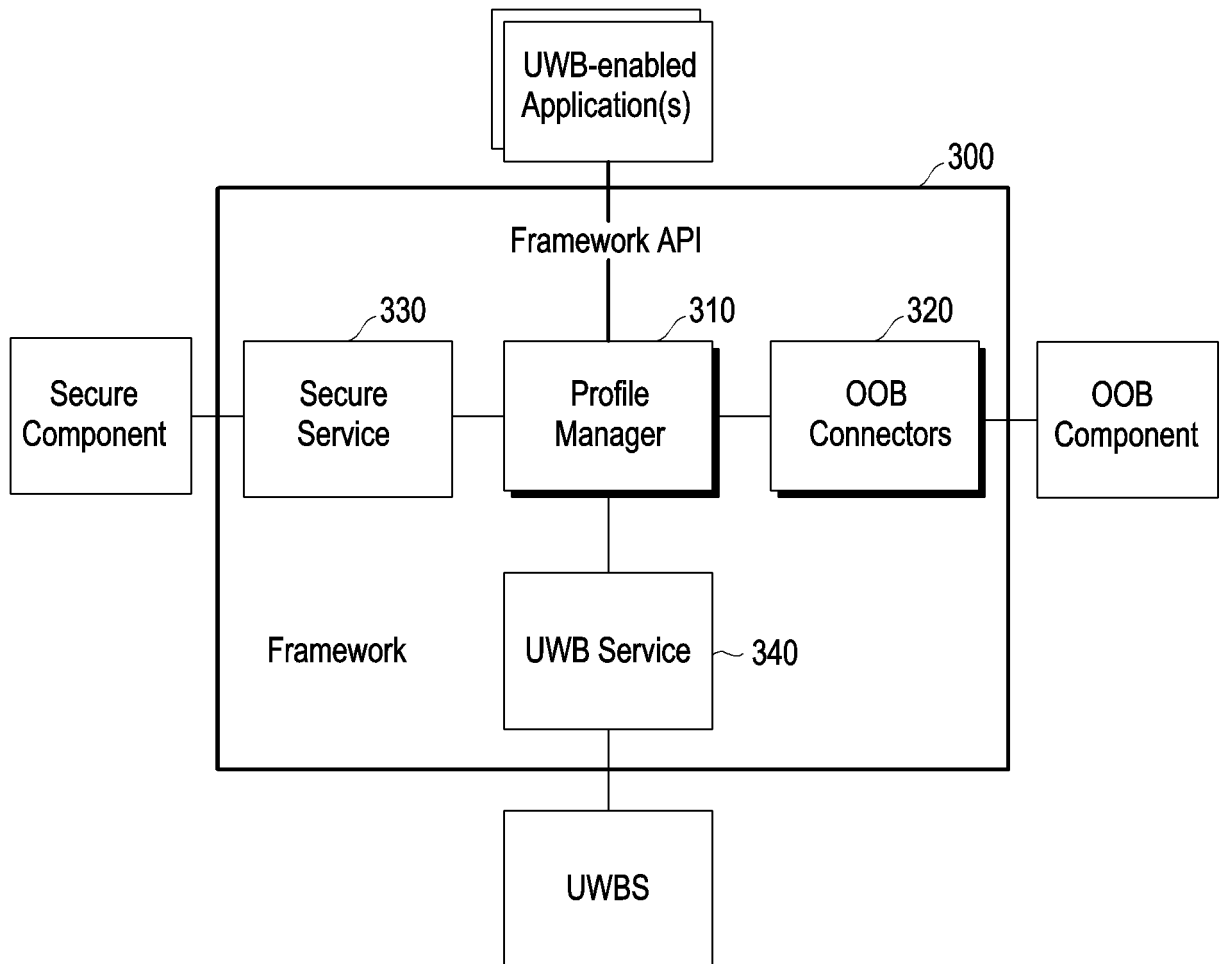 UWB-enabled
Application(s)
300
Framework API
330
310
320
Secure
Component
Secure
Service
Profile
Manager
OOB
Connectors
OOB
Component
Framework
UWB Service
340
UWBS